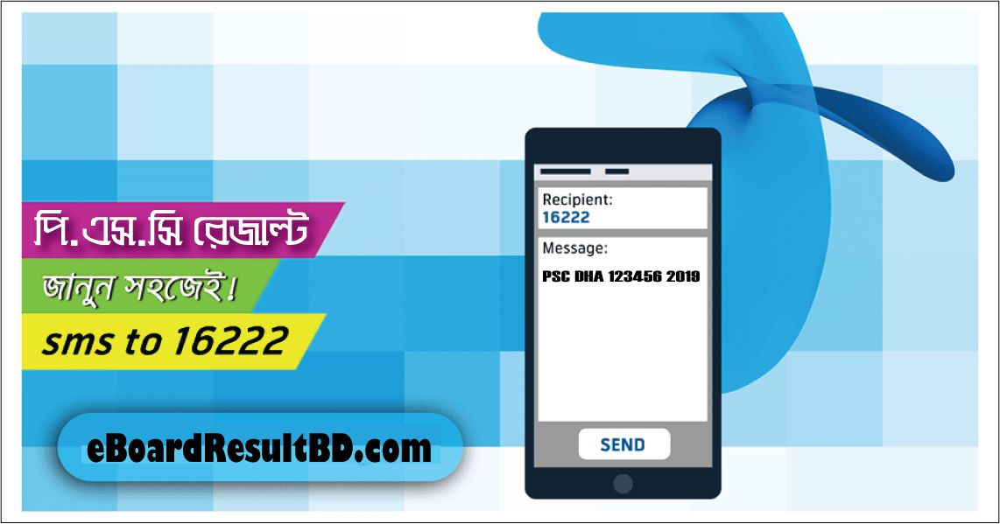 পি.এস.সি রেজাল্ট
জানুন সহজেই!
sms to 16222
eBoardResultBD.com
Recipient:
16222
Message:
PSC DHA 123456 2019
SEND